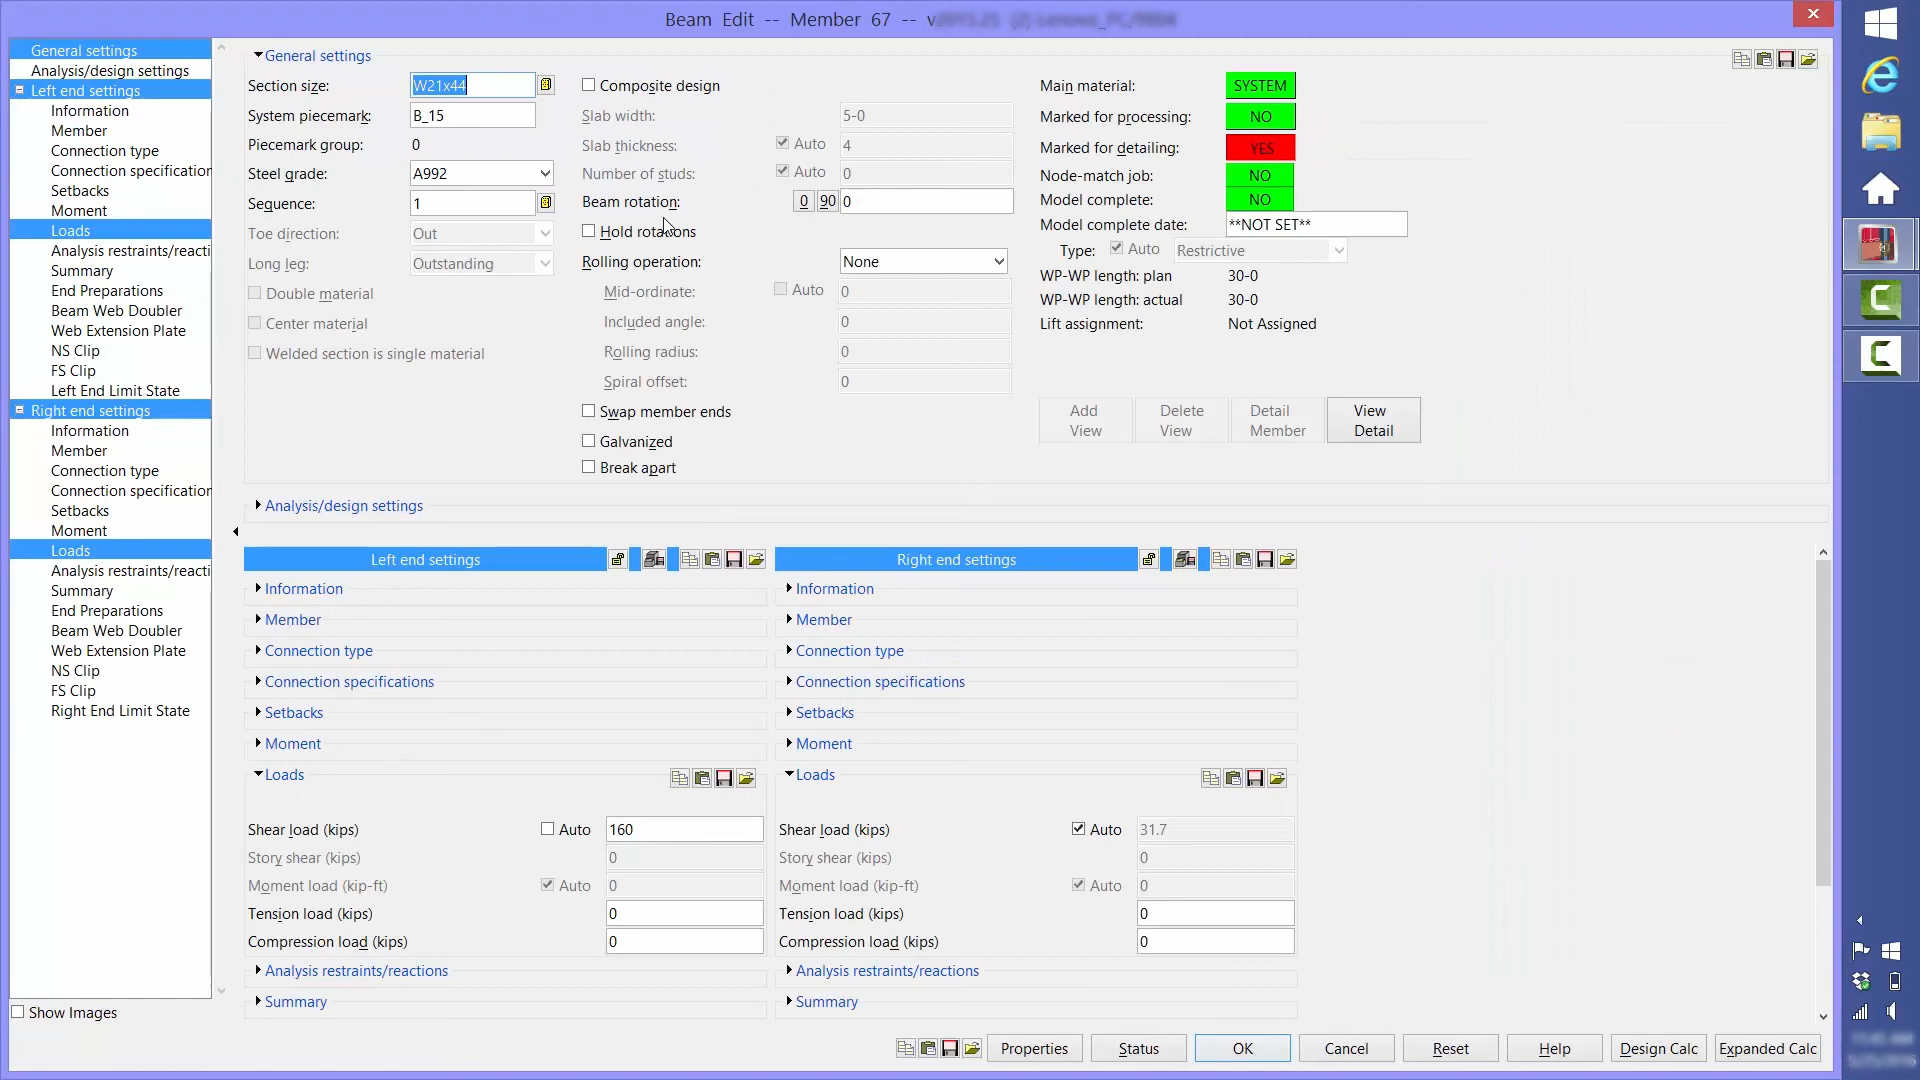 Beam Edit -- Member 67 --
General settings
Analysis/design settings
Left end settings
Information
Member
Connection type
Connection specification
Setbacks
Moment
Loads
Analysis restraints/reacti
Summary
End Preparations
Beam Web Doubler
Web Extension Plate
NS Clip
FS Clip
Left End Limit State
Right end settings
Information
Member
Connection type
Connection specification
Setbacks
Moment
Loads
Analysis restraints/reacti
Summary
End Preparations
Beam Web Doubler
Web Extension Plate
NS Clip
FS Clip
Right End Limit State
Show Images
General settings
Section size: W21x44
System piecemark: B_15
Piecemark group: 0
Steel grade: A992
Sequence: 1
Toe direction: Out
Long leg: Outstanding
Double material
Center material
Welded section is single material
Composite design
Slab width: 5-0
Slab thickness: Auto 4
Number of studs: Auto 0
Beam rotation: 0 90 0
Hold rotations
Rolling operation: None
Mid-ordinate: Auto 0
Included angle: 0
Rolling radius: 0
Spiral offset: 0
Swap member ends
Galvanized
Break apart
Main material: SYSTEM
Marked for processing: NO
Marked for detailing: YES
Node-match job: NO
Model complete: NO
Model complete date: **NOT SET**
Type: Auto Restrictive
WP-WP length: plan 30-0
WP-WP length: actual 30-0
Lift assignment: Not Assigned
Add View
Delete View
Detail Member
View Detail
Analysis/design settings
Left end settings
Information
Member
Connection type
Connection specifications
Setbacks
Moment
Loads
Shear load (kips) Auto 160
Story shear (kips) 0
Moment load (kip-ft) Auto 0
Tension load (kips) 0
Compression load (kips) 0
Analysis restraints/reactions
Summary
Right end settings
Information
Member
Connection type
Connection specifications
Setbacks
Moment
Loads
Shear load (kips) Auto 31.7
Story shear (kips) 0
Moment load (kip-ft) Auto 0
Tension load (kips) 0
Compression load (kips) 0
Analysis restraints/reactions
Summary
Properties
Status
OK
Cancel
Reset
Help
Design Calc
Expanded Calc